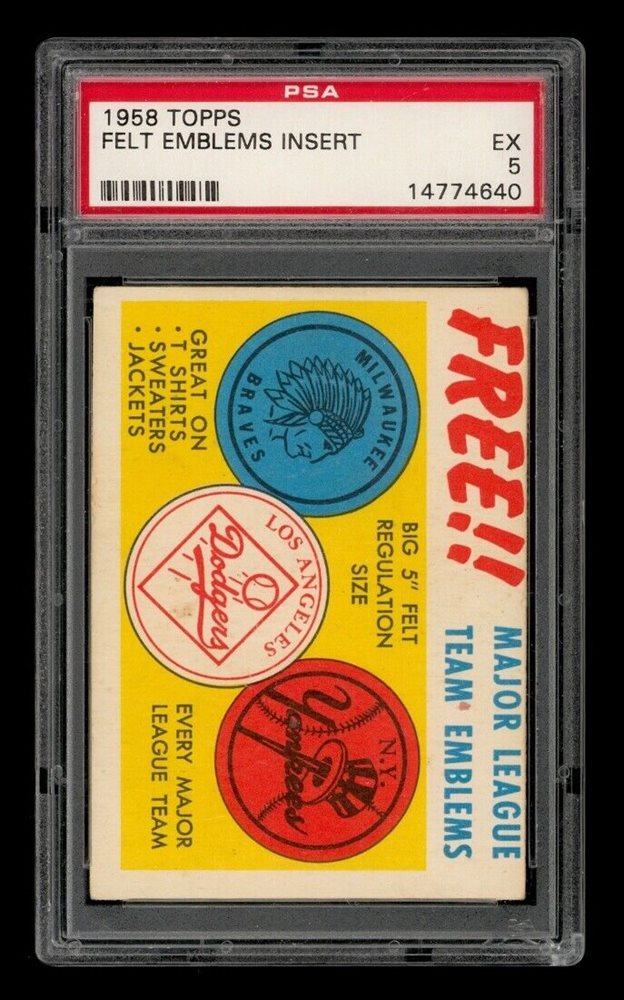 PSA
1958 TOPPS
FELT EMBLEMS INSERT
EX
5
14774640
FREE!!
MAJOR LEAGUE
TEAM EMBLEMS
MILWAUKEE
BRAVES
BIG 5" FELT
REGULATION
SIZE
GREAT ON
• T SHIRTS
• SWEATERS
• JACKETS
LOS ANGELES
Dodgers
N.Y.
Yankees
EVERY MAJOR
LEAGUE TEAM